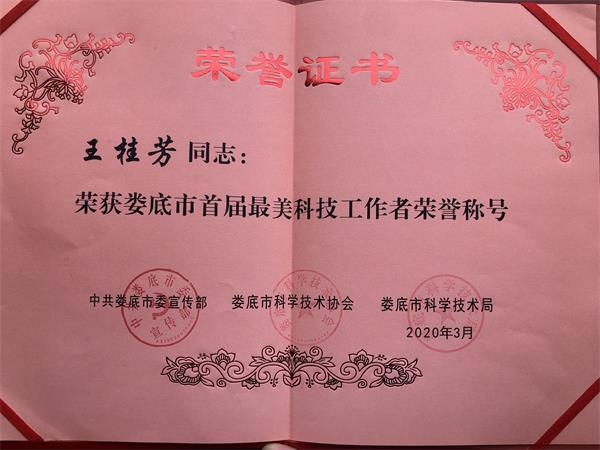 荣誉证书
王桂芳同志：
荣获娄底市首届最美科技工作者荣誉称号
中共娄底市委宣传部 娄底市科学技术协会 娄底市科学技术局
2020年3月